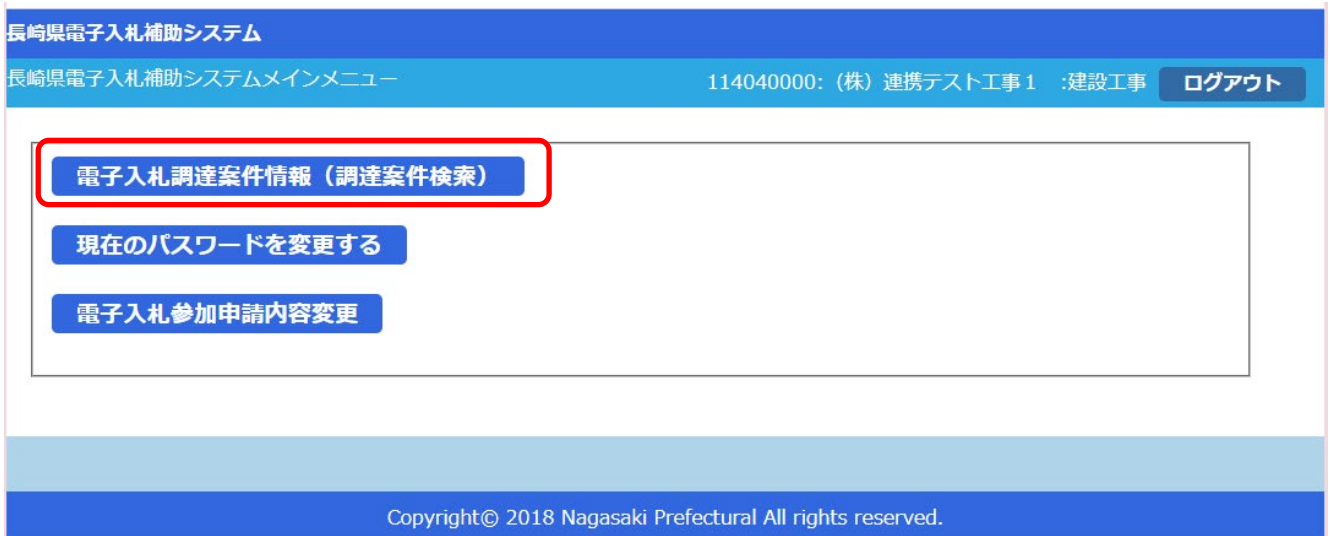 長崎県電子入札補助システム
長崎県電子入札補助システムメインメニュー 114040000:（株）連携テスト工事１ :建設工事 ログアウト
電子入札調達案件情報（調達案件検索）
現在のパスワードを変更する
電子入札参加申請内容変更
Copyright© 2018 Nagasaki Prefectural All rights reserved.